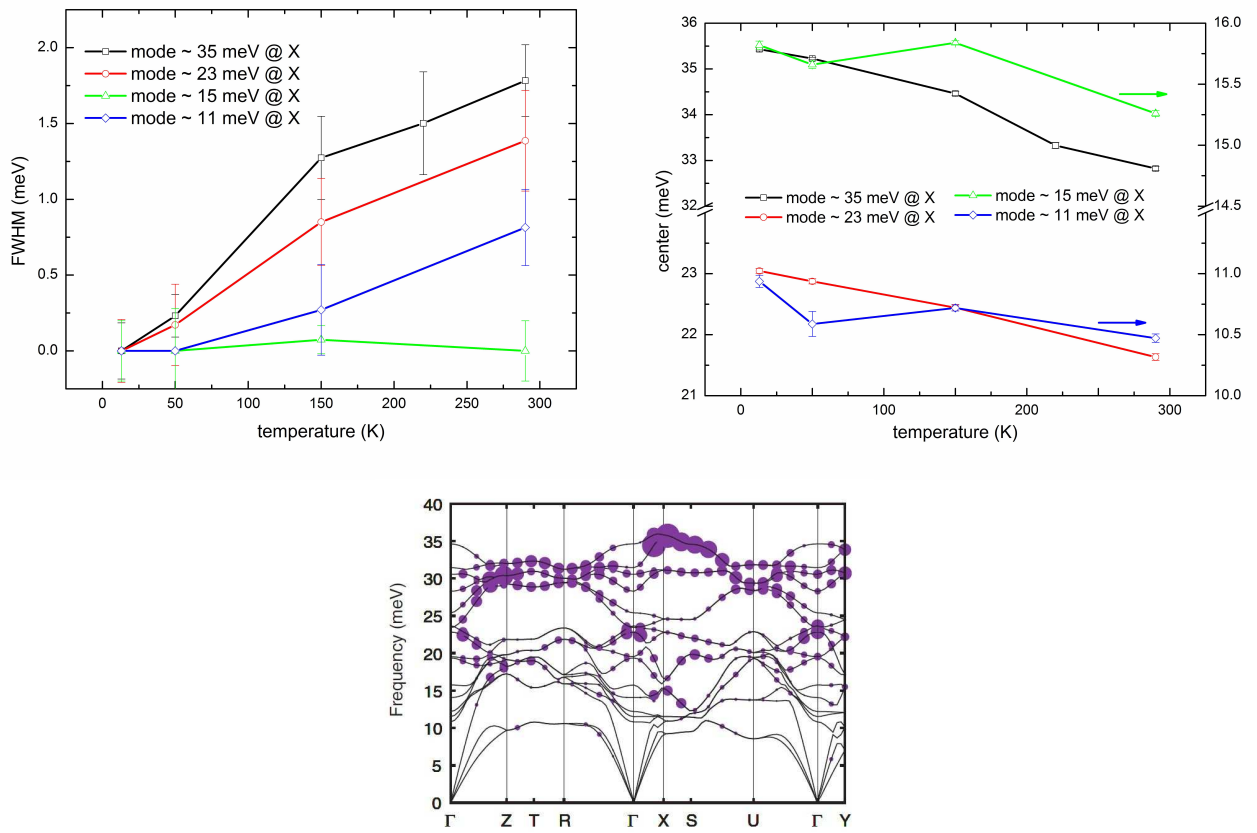 mode ~ 35 meV @ X
mode ~ 23 meV @ X
mode ~ 15 meV @ X
mode ~ 11 meV @ X
FWHM (meV)
2.0
1.5
1.0
0.5
0.0
0 50 100 150 200 250 300
temperature (K)
center (meV)
36
35
34
33
32
23
22
21
16.0
15.5
15.0
14.5
11.0
10.5
10.0
mode ~ 35 meV @ X mode ~ 15 meV @ X
mode ~ 23 meV @ X mode ~ 11 meV @ X
0 100 200 300
temperature (K)
Frequency (meV)
40
35
30
25
20
15
10
5
0
Γ Z T R Γ X S U Γ Y